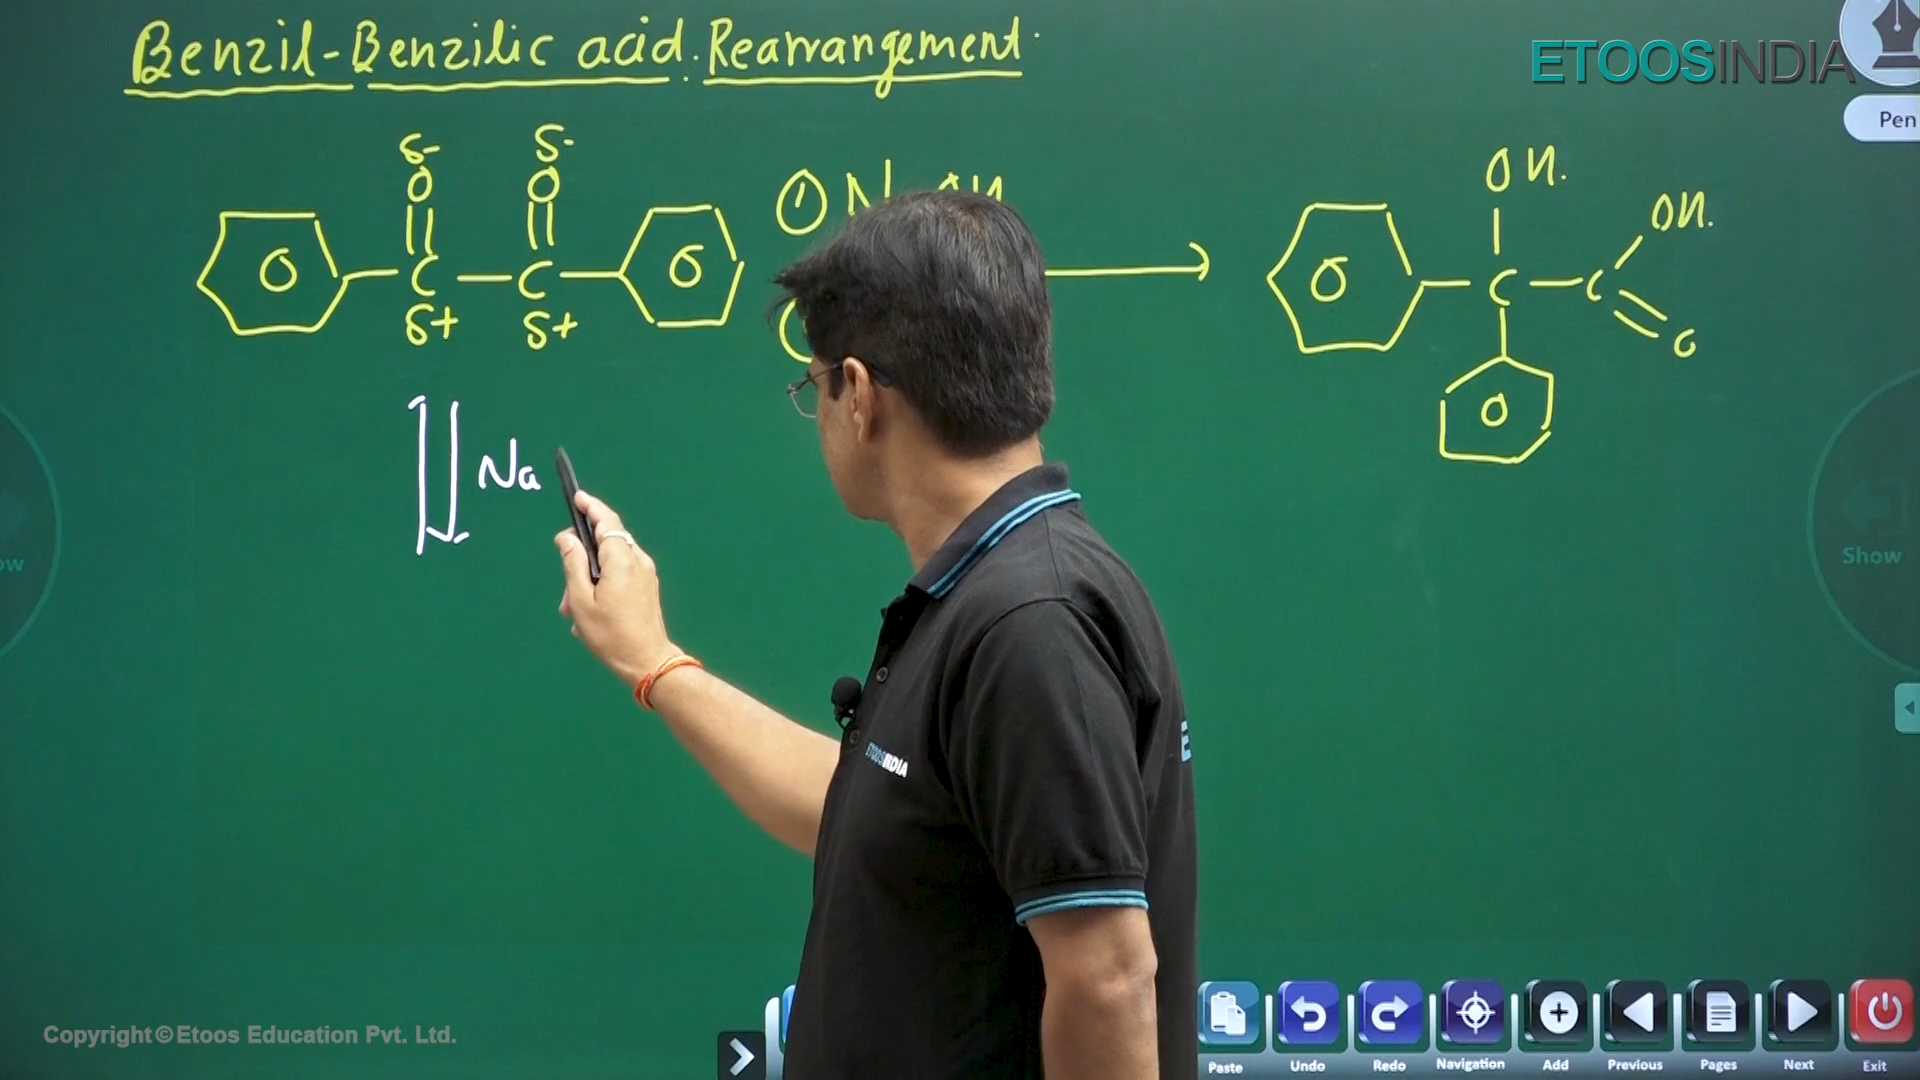 Benzil-Benzilic acid Rearrangement
ETOOSINDIA
Pen
δ- δ-
O O
C C
δ+ δ+
Na
OH
OH
C C
O
Show
ETOOSINDIA
Copyright © Etoos Education Pvt. Ltd.
Paste Undo Redo Navigation Add Previous Pages Next Exit